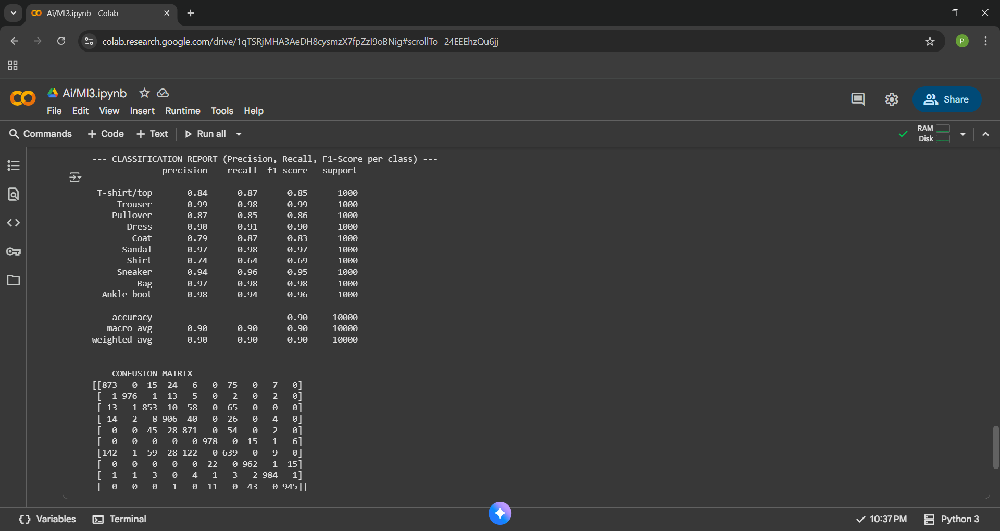 Ai/Ml3.ipynb - Colab
colab.research.google.com/drive/1qTSRjMHA3AeDH8cysmzX7fpZzI9oBNig#scrollTo=24EEEhzQu6jj
P
Ai/Ml3.ipynb
File Edit View Insert Runtime Tools Help
Share
Commands + Code + Text Run all
RAM
Disk
--- CLASSIFICATION REPORT (Precision, Recall, F1-Score per class) ---
precision recall f1-score support
T-shirt/top 0.84 0.87 0.85 1000
Trouser 0.99 0.98 0.99 1000
Pullover 0.87 0.85 0.86 1000
Dress 0.90 0.91 0.90 1000
Coat 0.79 0.87 0.83 1000
Sandal 0.97 0.98 0.97 1000
Shirt 0.74 0.64 0.69 1000
Sneaker 0.94 0.96 0.95 1000
Bag 0.97 0.98 0.98 1000
Ankle boot 0.98 0.94 0.96 1000
accuracy 0.90 10000
macro avg 0.90 0.90 0.90 10000
weighted avg 0.90 0.90 0.90 10000
--- CONFUSION MATRIX ---
[[873 0 15 24 6 0 75 0 7 0]
[ 1 976 1 13 5 0 2 0 2 0]
[ 13 1 853 10 58 0 65 0 0 0]
[ 14 2 8 906 40 0 26 0 4 0]
[ 0 0 45 28 871 0 54 0 2 0]
[ 0 0 0 0 0 978 0 15 1 6]
[142 1 59 28 122 0 639 0 9 0]
[ 0 0 0 0 0 22 0 962 1 15]
[ 1 1 3 0 4 1 3 2 984 1]
[ 0 0 0 1 0 11 0 43 0 945]]
{} Variables Terminal
10:37 PM Python 3